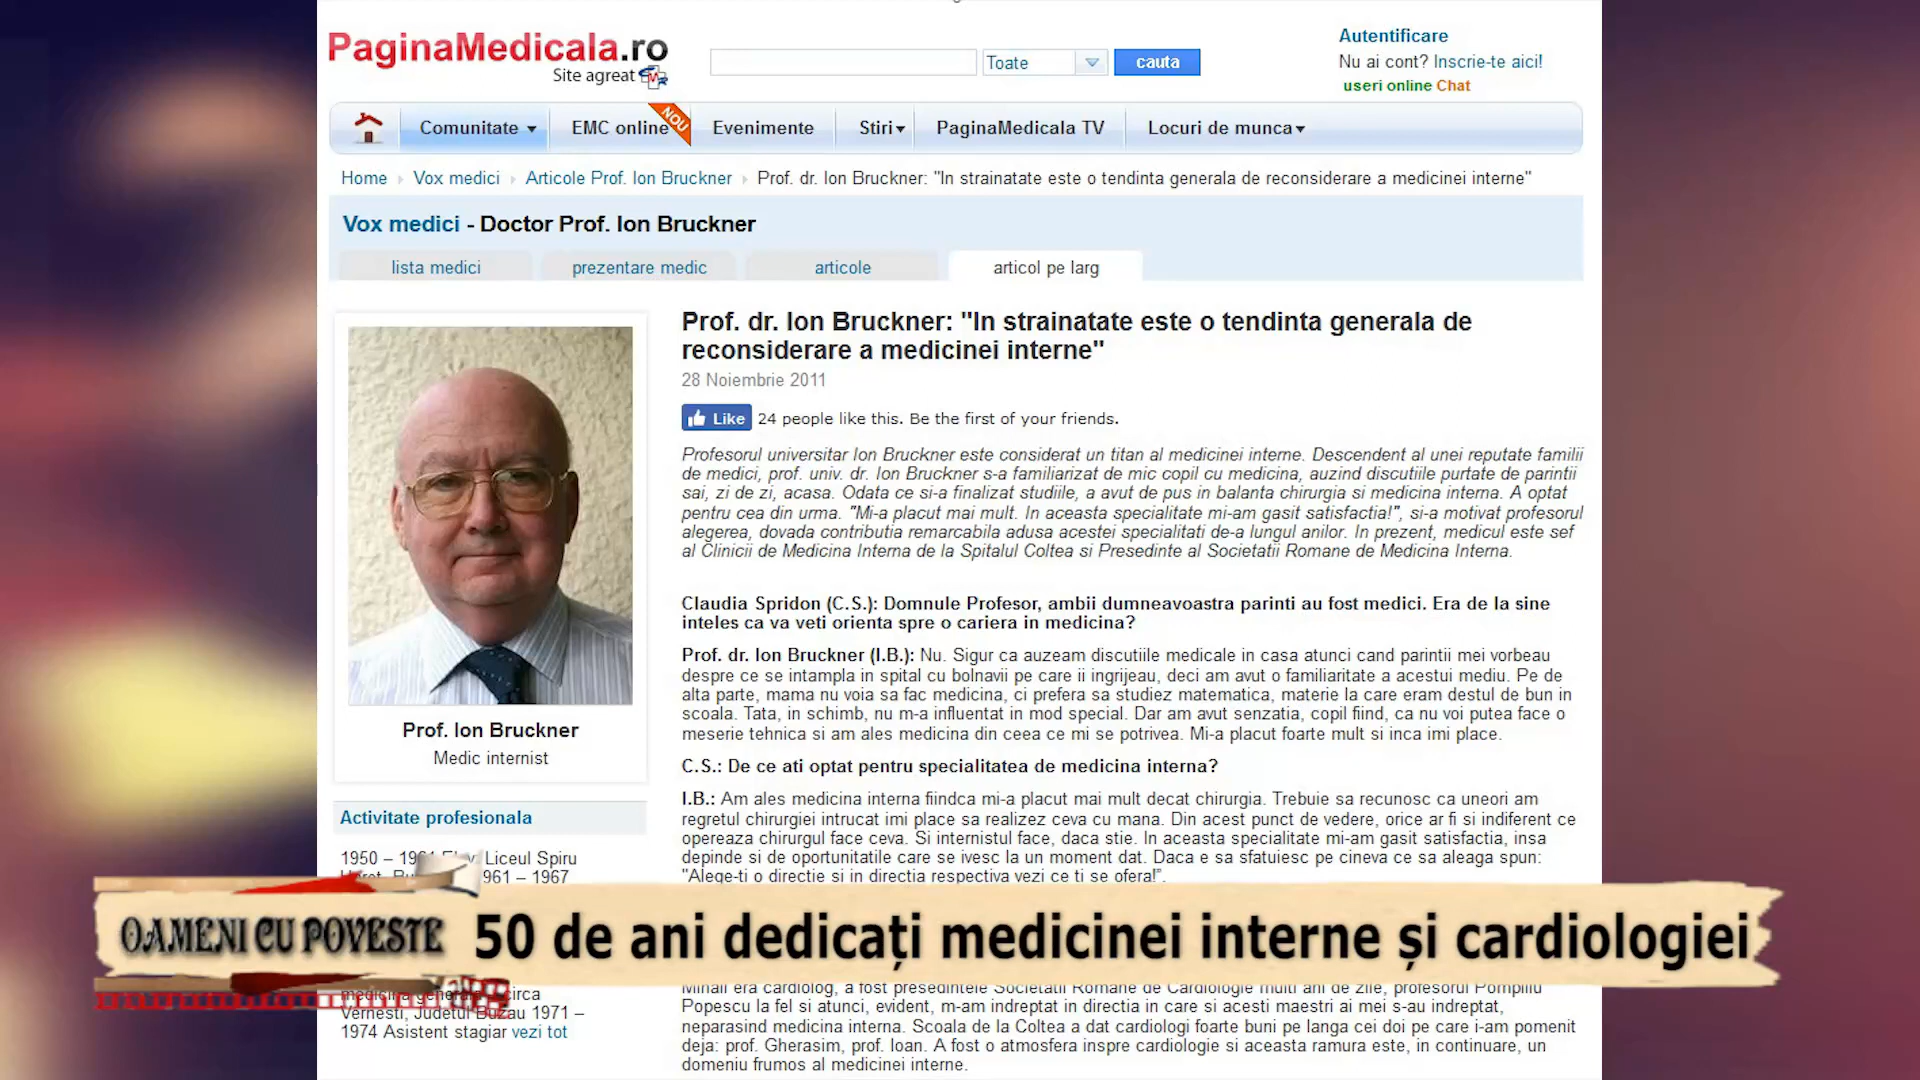 PaginaMedicala.ro
Site agreat
Toate
cauta
Autentificare
Nu ai cont? Inscrie-te aici!
useri online Chat
Comunitate
EMC online
NOU
Evenimente
Stiri
PaginaMedicala TV
Locuri de munca
Home Vox medici Articole Prof. Ion Bruckner Prof. dr. Ion Bruckner: "In strainatate este o tendinta generala de reconsiderare a medicinei interne"
Vox medici - Doctor Prof. Ion Bruckner
lista medici
prezentare medic
articole
articol pe larg
Prof. Ion Bruckner
Medic internist
Activitate profesionala
1950 – Liceul Spiru
961 – 1967
medicina generala circa
Vernesti, Judetul Buzau 1971 –
1974 Asistent stagiar vezi tot
Prof. dr. Ion Bruckner: "In strainatate este o tendinta generala de
reconsiderare a medicinei interne"
28 Noiembrie 2011
Like 24 people like this. Be the first of your friends.
Profesorul universitar Ion Bruckner este considerat un titan al medicinei interne. Descendent al unei reputate familii
de medici, prof. univ. dr. Ion Bruckner s-a familiarizat de mic copil cu medicina, auzind discutiile purtate de parintii
sai, zi de zi, acasa. Odata ce si-a finalizat studiile, a avut de pus in balanta chirurgia si medicina interna. A optat
pentru cea din urma. "Mi-a placut mai mult. In aceasta specialitate mi-am gasit satisfactia!", si-a motivat profesorul
alegerea, dovada contributia remarcabila adusa acestei specialitati de-a lungul anilor. In prezent, medicul este sef
al Clinicii de Medicina Interna de la Spitalul Coltea si Presedinte al Societatii Romane de Medicina Interna.
Claudia Spridon (C.S.): Domnule Profesor, ambii dumneavoastra parinti au fost medici. Era de la sine
inteles ca va veti orienta spre o cariera in medicina?
Prof. dr. Ion Bruckner (I.B.): Nu. Sigur ca auzeam discutiile medicale in casa atunci cand parintii mei vorbeau
despre ce se intampla in spital cu bolnavii pe care ii ingrijeau, deci am avut o familiaritate a acestui mediu. Pe de
alta parte, mama nu voia sa fac medicina, ci prefera sa studiez matematica, materie la care eram destul de bun in
scoala. Tata, in schimb, nu m-a influentat in mod special. Dar am avut senzatia, copil fiind, ca nu voi putea face o
meserie tehnica si am ales medicina din ceea ce mi se potrivea. Mi-a placut foarte mult si inca imi place.
C.S.: De ce ati optat pentru specialitatea de medicina interna?
I.B.: Am ales medicina interna fiindca mi-a placut mai mult decat chirurgia. Trebuie sa recunosc ca uneori am
regretul chirurgiei intrucat imi place sa realizez ceva cu mana. Din acest punct de vedere, orice ar fi si indiferent ce
opereaza chirurgul face ceva. Si internistul face, daca stie. In aceasta specialitate mi-am gasit satisfactia, insa
depinde si de oportunitatile care se ivesc la un moment dat. Daca e sa sfatuiesc pe cineva ce sa aleaga spun:
"Alege-ti o directie si in directia respectiva vezi ce ti se ofera!".
OAMENI CU POVESTE
50 de ani dedicați medicinei interne și cardiologiei
Mihail era cardiolog, a fost presedintele Societatii Romane de Cardiologie multi ani de zile, profesorul Pompiliu
Popescu la fel si atunci, evident, m-am indreptat in directia in care si acesti maestri ai mei s-au indreptat,
neparasind medicina interna. Scoala de la Coltea a dat cardiologi foarte buni pe langa cei doi pe care i-am pomenit
deja: prof. Gherasim, prof. Ioan. A fost o atmosfera inspre cardiologie si aceasta ramura este, in continuare, un
domeniu frumos al medicinei interne.